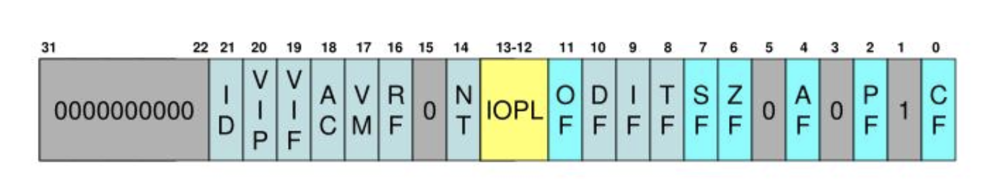 31 22 21 20 19 18 17 16 15 14 13-12 11 10 9 8 7 6 5 4 3 2 1 0
0000000000 ID VIP VIF AC VM RF 0 NT IOPL OF DF IF TF SF ZF 0 AF 0 PF 1 CF